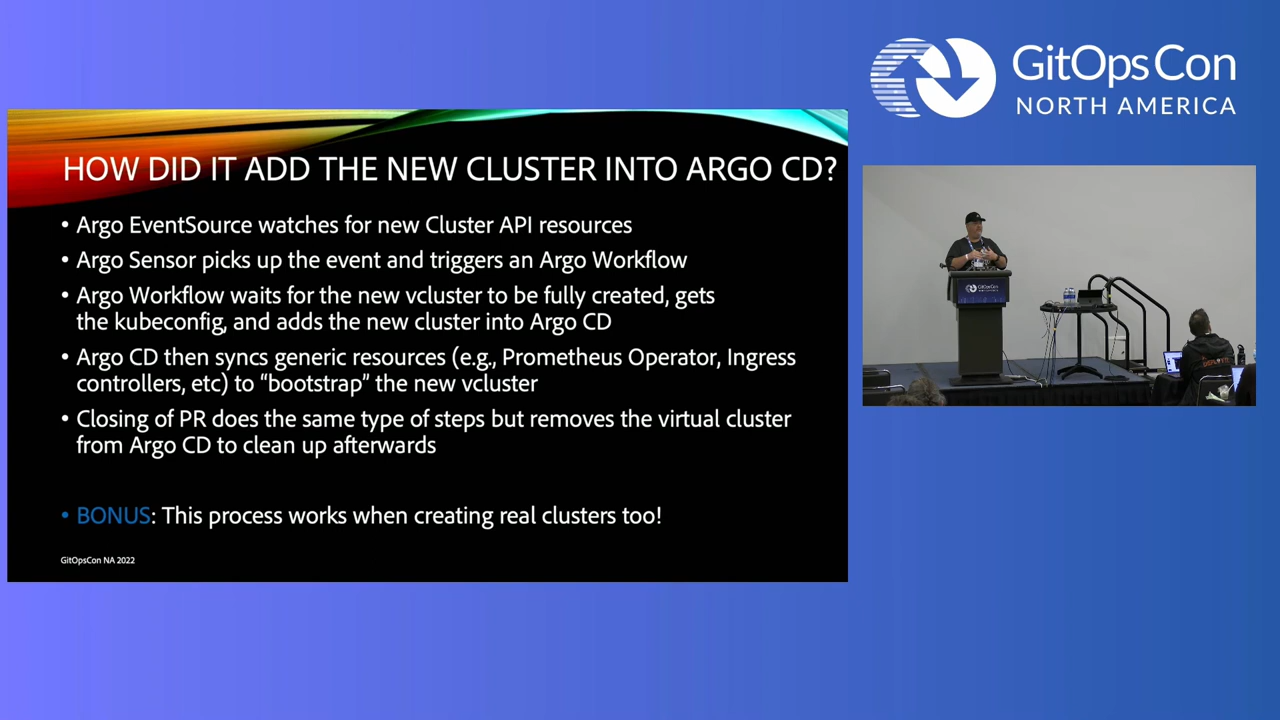 GitOpsCon
NORTH AMERICA
HOW DID IT ADD THE NEW CLUSTER INTO ARGO CD?
• Argo EventSource watches for new Cluster API resources
• Argo Sensor picks up the event and triggers an Argo Workflow
• Argo Workflow waits for the new vcluster to be fully created, gets
the kubeconfig, and adds the new cluster into Argo CD
• Argo CD then syncs generic resources (e.g., Prometheus Operator, Ingress
controllers, etc) to “bootstrap” the new vcluster
• Closing of PR does the same type of steps but removes the virtual cluster
from Argo CD to clean up afterwards
• BONUS: This process works when creating real clusters too!
GitOpsCon NA 2022
GitOpsCon